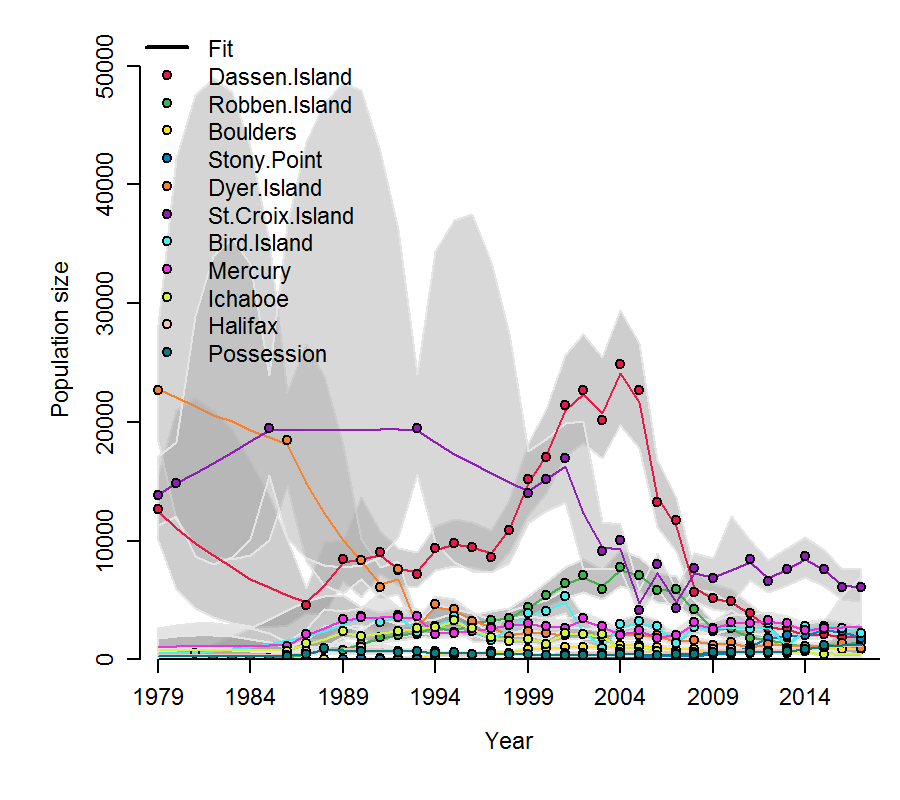 Fit
Dassen.Island
Robben.Island
Boulders
Stony.Point
Dyer.Island
St.Croix.Island
Bird.Island
Mercury
Ichaboe
Halifax
Possession
Population size
50000
40000
30000
20000
10000
0
1979 1984 1989 1994 1999 2004 2009 2014
Year